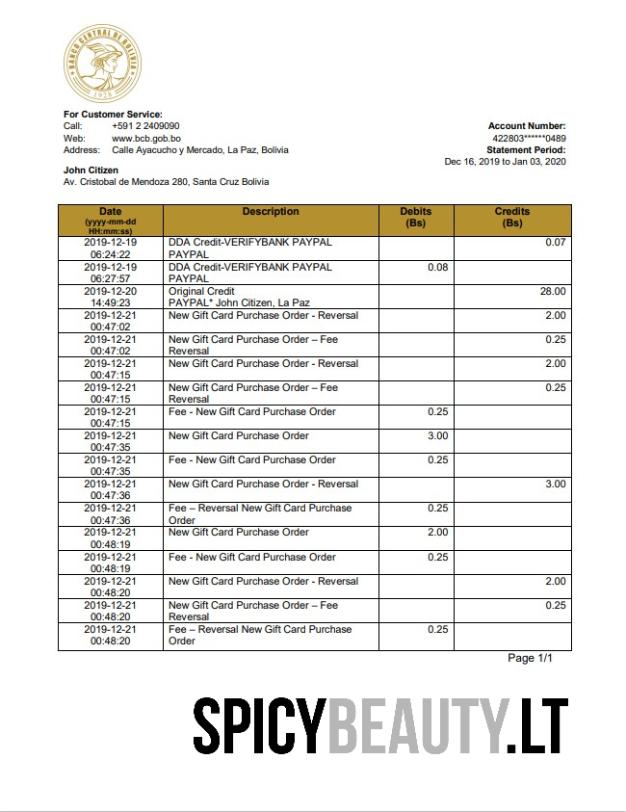 BANCO CENTRAL DE BOLIVIA
1928
For Customer Service:
Call: +591 2 2409090
Web: www.bcb.gob.bo
Address: Calle Ayacucho y Mercado, La Paz, Bolivia
Account Number:
422803******0489
Statement Period:
Dec 16, 2019 to Jan 03, 2020
John Citizen
Av. Cristobal de Mendoza 280, Santa Cruz Bolivia
Date Description Debits Credits
(yyyy-mm-dd (Bs) (Bs)
HH:mm:ss)
2019-12-19 DDA Credit-VERIFYBANK PAYPAL 0.07
06:24:22 PAYPAL
2019-12-19 DDA Credit-VERIFYBANK PAYPAL 0.08
06:27:57 PAYPAL
2019-12-20 Original Credit 28.00
14:49:23 PAYPAL* John Citizen, La Paz
2019-12-21 New Gift Card Purchase Order - Reversal 2.00
00:47:02
2019-12-21 New Gift Card Purchase Order – Fee 0.25
00:47:02 Reversal
2019-12-21 New Gift Card Purchase Order - Reversal 2.00
00:47:15
2019-12-21 New Gift Card Purchase Order – Fee 0.25
00:47:15 Reversal
2019-12-21 Fee - New Gift Card Purchase Order 0.25
00:47:15
2019-12-21 New Gift Card Purchase Order 3.00
00:47:35
2019-12-21 Fee - New Gift Card Purchase Order 0.25
00:47:35
2019-12-21 New Gift Card Purchase Order - Reversal 3.00
00:47:36
2019-12-21 Fee – Reversal New Gift Card Purchase 0.25
00:47:36 Order
2019-12-21 New Gift Card Purchase Order 2.00
00:48:19
2019-12-21 Fee - New Gift Card Purchase Order 0.25
00:48:19
2019-12-21 New Gift Card Purchase Order - Reversal 2.00
00:48:20
2019-12-21 New Gift Card Purchase Order – Fee 0.25
00:48:20 Reversal
2019-12-21 Fee – Reversal New Gift Card Purchase 0.25
00:48:20 Order
Page 1/1
SPICYBEAUTY.LT